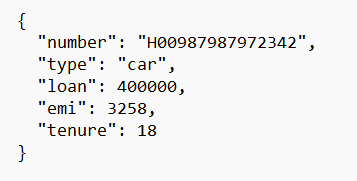 {
  "number": "H00987987972342",
  "type": "car",
  "loan": 400000,
  "emi": 3258,
  "tenure": 18
}